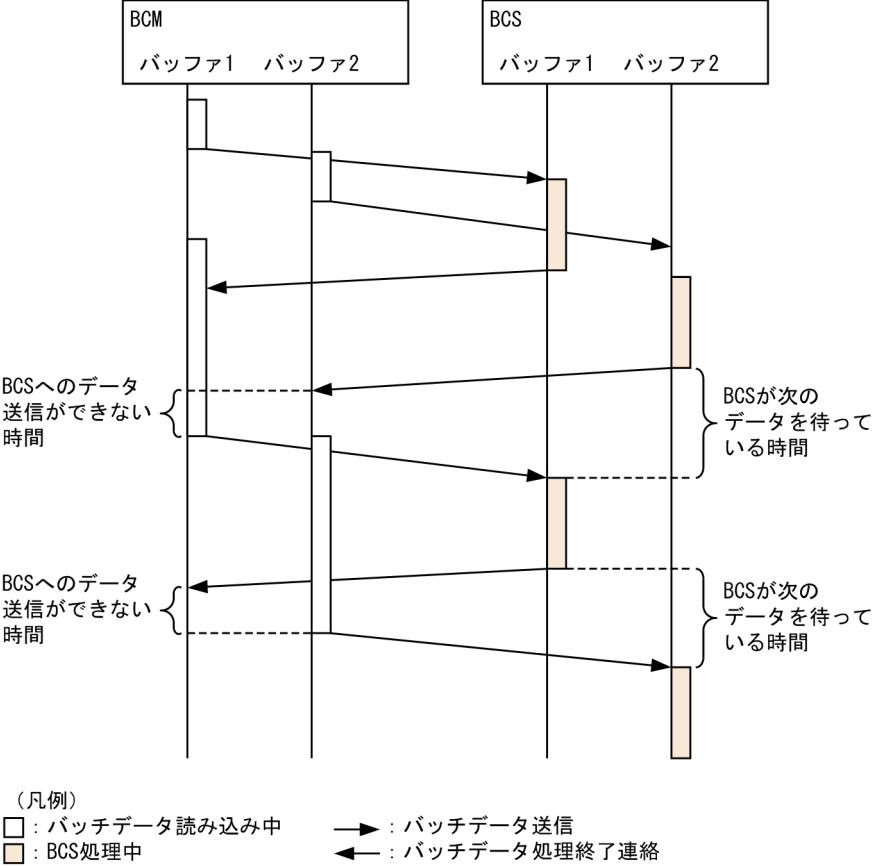 BCM
バッファ1 バッファ2
BCS
バッファ1 バッファ2
BCSへのデータ
送信ができない
時間
BCSが次の
データを待って
いる時間
BCSへのデータ
送信ができない
時間
BCSが次の
データを待って
いる時間
（凡例）
：バッチデータ読み込み中
：バッチデータ送信
：BCS処理中
：バッチデータ処理終了連絡